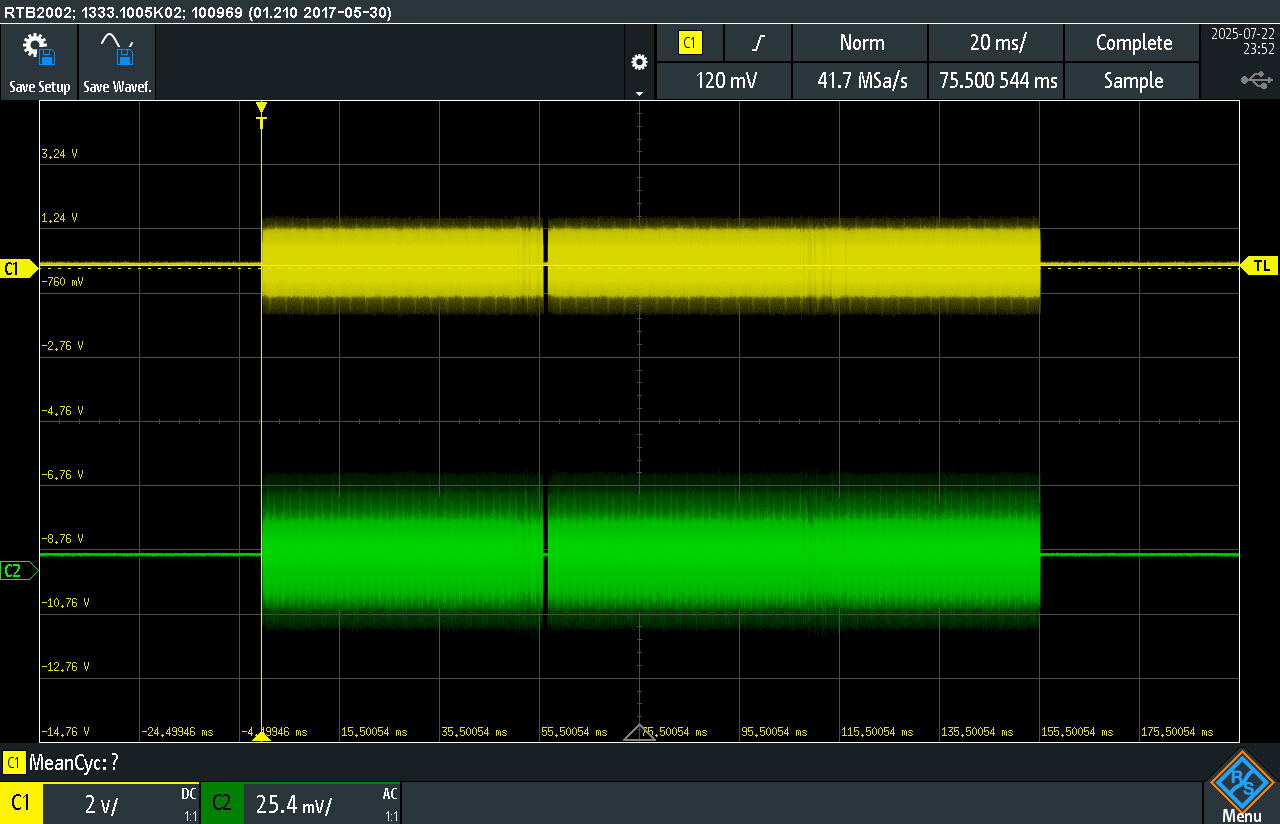 RTB2002; 1333.1005K02; 100969 (01.210 2017-05-30)
Save Setup
Save Wavef.
C1
Norm
20 ms/
Complete
2025-07-22
23:52
120 mV
41.7 MSa/s
75.500 544 ms
Sample
T
3.24 V
1.24 V
C1
TL
-760 mV
-2.76 V
-4.76 V
-6.76 V
-8.76 V
C2
-10.76 V
-12.76 V
-14.76 V
-24.49946 ms
-4.49946 ms
15.50054 ms
35.50054 ms
55.50054 ms
75.50054 ms
95.50054 ms
115.50054 ms
135.50054 ms
155.50054 ms
175.50054 ms
C1 MeanCyc: ?
C1
2 V/
DC
1:1
C2
25.4 mV/
AC
1:1
R S
Menu